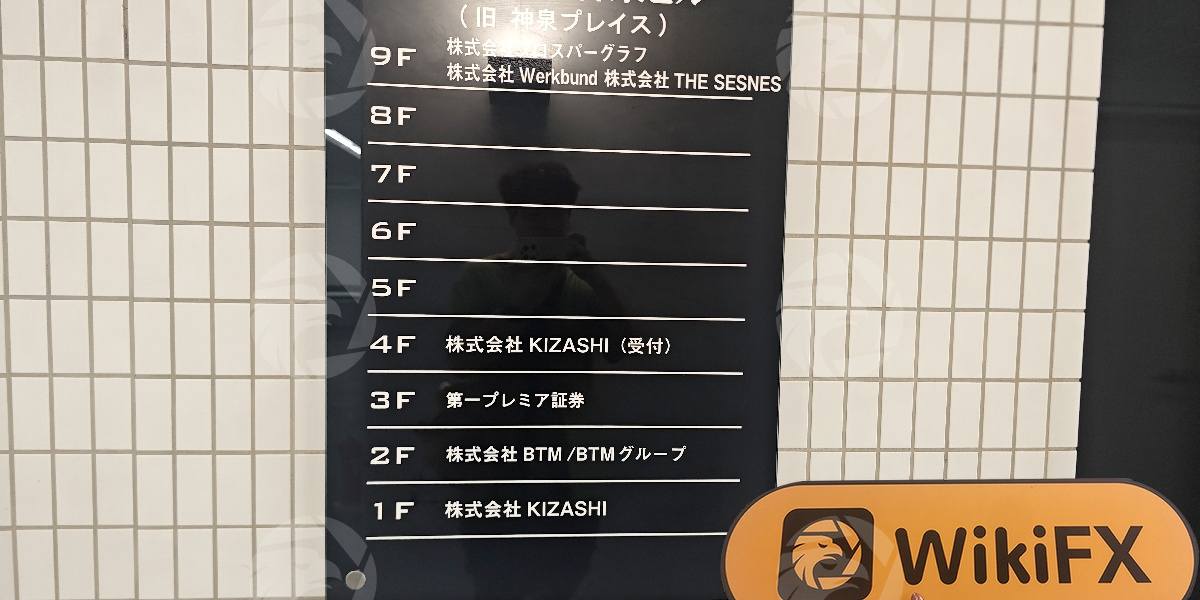 （旧 神泉プレイス）
9F 株式会社プロスパーグラフ
株式会社 Werkbund 株式会社 THE SESNES
8F
7F
6F
5F
4F 株式会社 KIZASHI（受付）
3F 第一プレミア証券
2F 株式会社 BTM /BTMグループ
1F 株式会社 KIZASHI
WikiFX